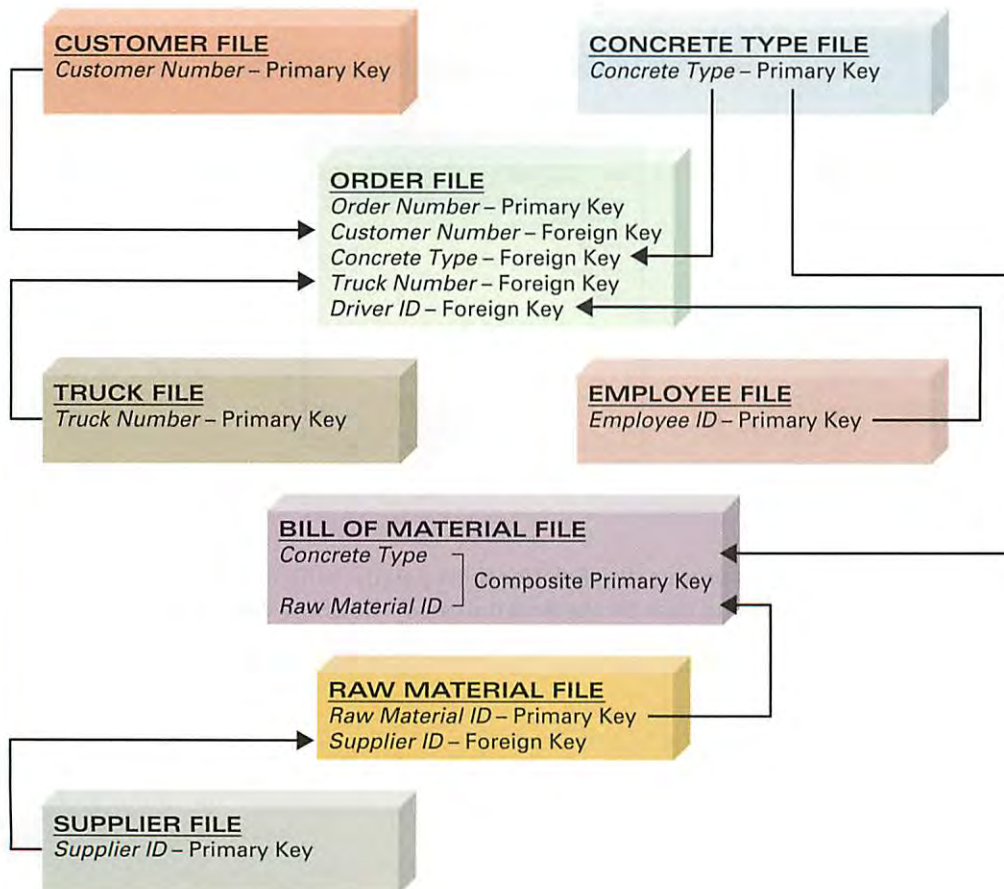 CUSTOMER FILE
Customer Number – Primary Key
CONCRETE TYPE FILE
Concrete Type – Primary Key
ORDER FILE
Order Number – Primary Key
Customer Number – Foreign Key
Concrete Type – Foreign Key
Truck Number – Foreign Key
Driver ID – Foreign Key
TRUCK FILE
Truck Number – Primary Key
EMPLOYEE FILE
Employee ID – Primary Key
BILL OF MATERIAL FILE
Concrete Type
Composite Primary Key
Raw Material ID
RAW MATERIAL FILE
Raw Material ID – Primary Key
Supplier ID – Foreign Key
SUPPLIER FILE
Supplier ID – Primary Key